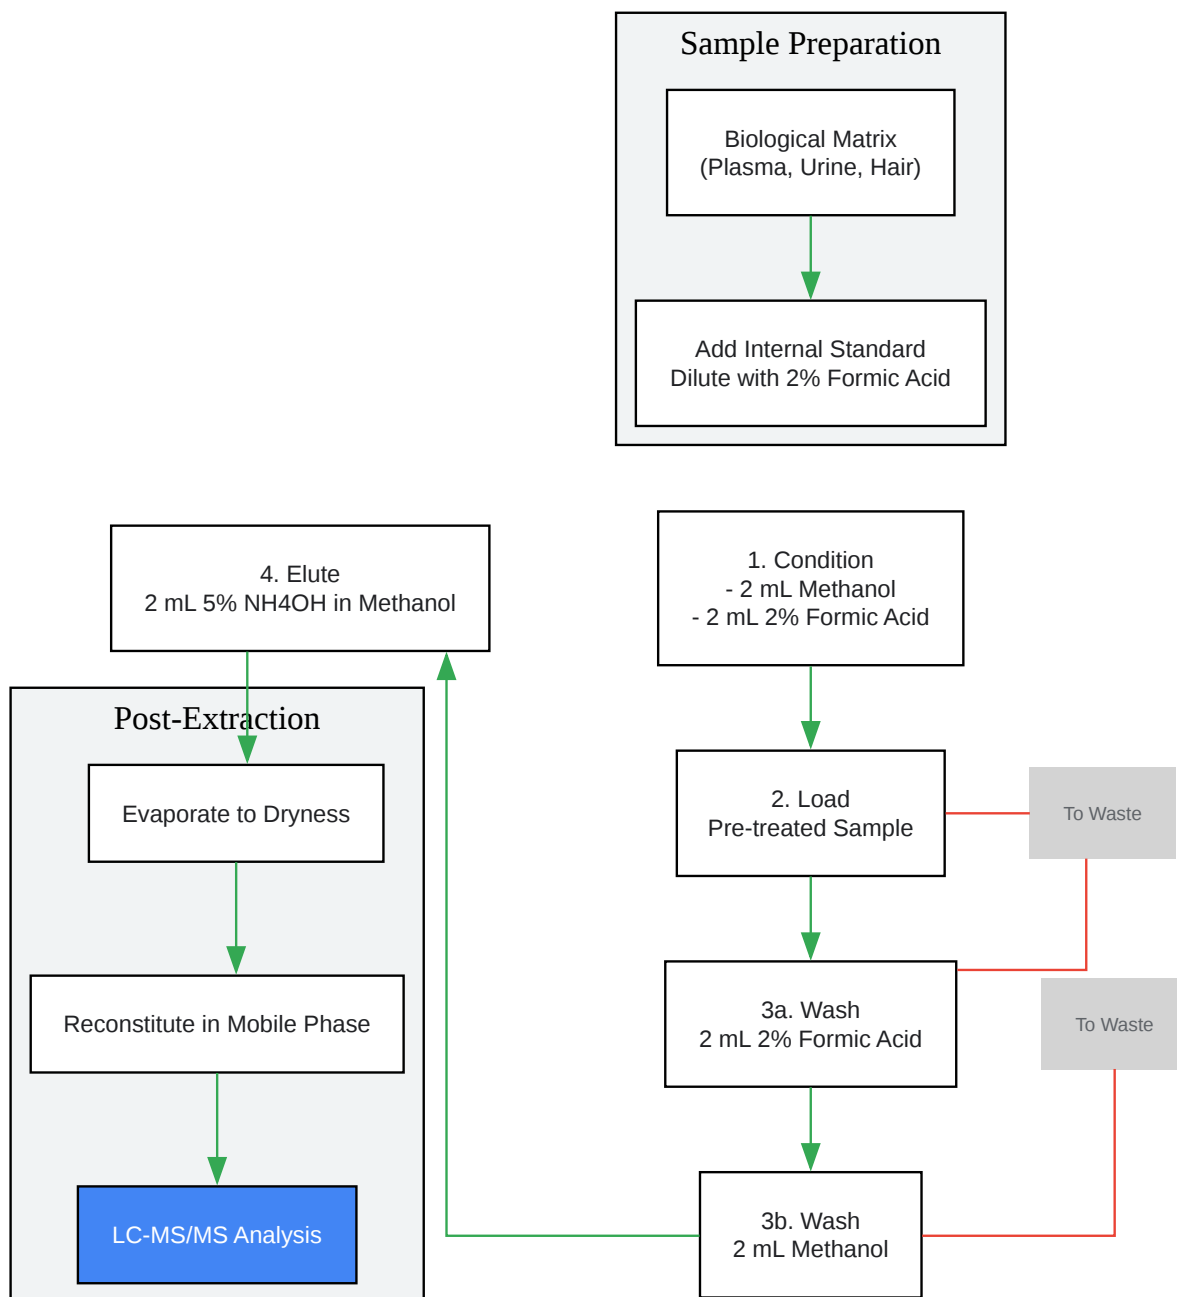 Sample Preparation
Biological Matrix
(Plasma, Urine, Hair)
Add Internal Standard
Dilute with 2% Formic Acid
1. Condition
- 2 mL Methanol
- 2 mL 2% Formic Acid
2. Load
Pre-treated Sample
To Waste
3a. Wash
2 mL 2% Formic Acid
To Waste
3b. Wash
2 mL Methanol
4. Elute
2 mL 5% NH4OH in Methanol
Post-Extraction
Evaporate to Dryness
Reconstitute in Mobile Phase
LC-MS/MS Analysis